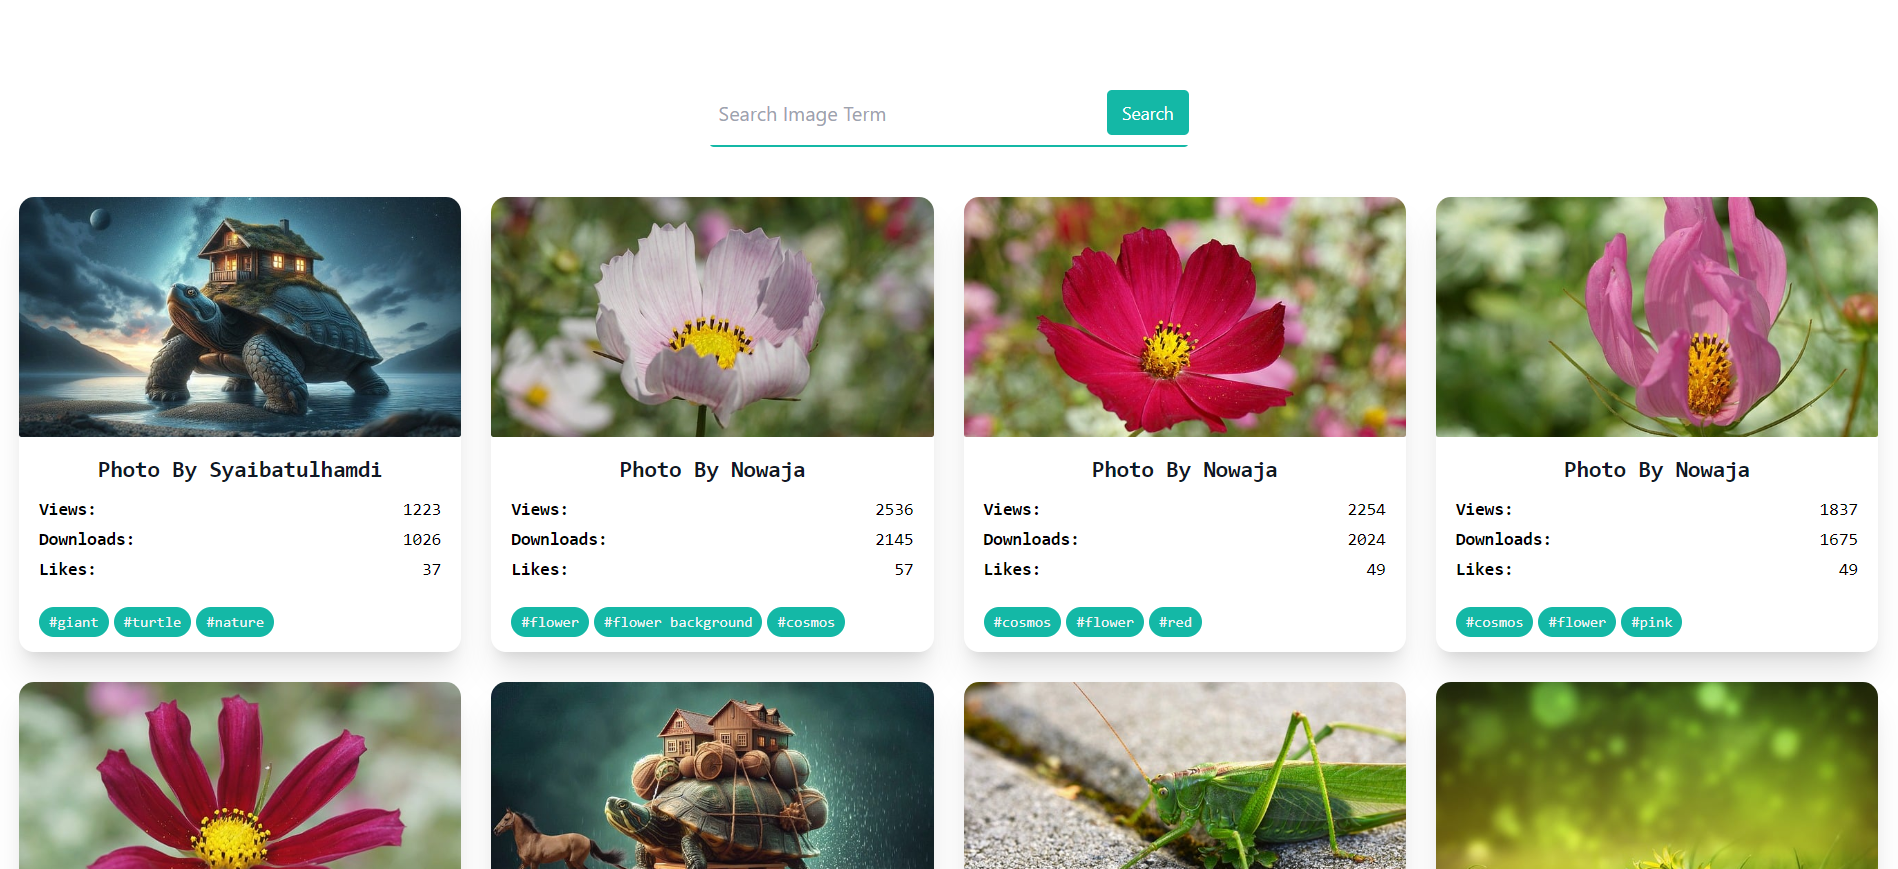 Search Image Term
Search
Photo By Syaibatulhamdi
Views: 1223
Downloads: 1026
Likes: 37
#giant #turtle #nature
Photo By Nowaja
Views: 2536
Downloads: 2145
Likes: 57
#flower #flower background #cosmos
Photo By Nowaja
Views: 2254
Downloads: 2024
Likes: 49
#cosmos #flower #red
Photo By Nowaja
Views: 1837
Downloads: 1675
Likes: 49
#cosmos #flower #pink